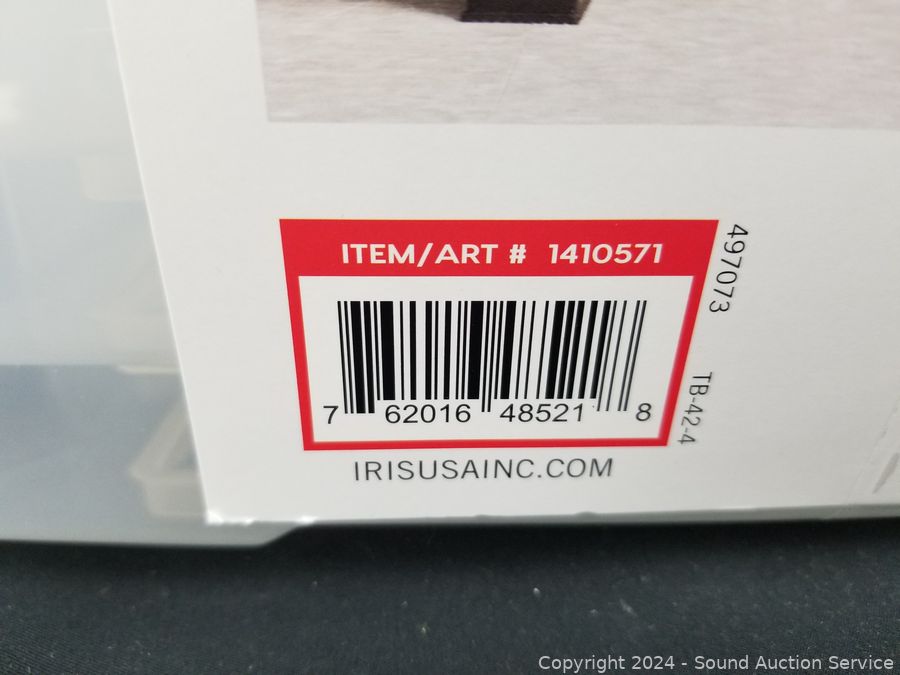 ITEM/ART # 1410571
7 62016 48521 8
IRISUSAINC.COM
497073
TB-42-4
Copyright 2024 - Sound Auction Service